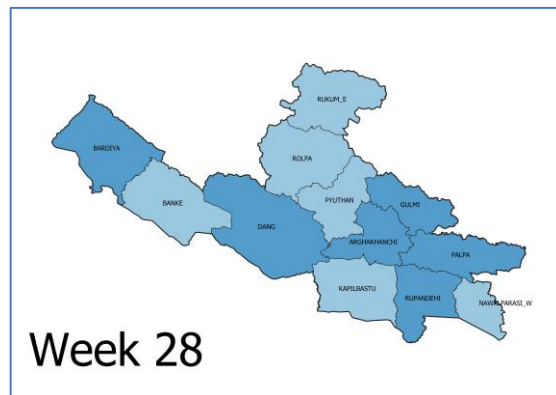 RUKUM_E
ROLPA
BARDIYA
PYUTHAN
BANKE
GULMI
DANG
ARGHAKHANCHI
PALPA
KAPILBASTU
RUPANDEHI
NAWALPARASI_W
Week 28